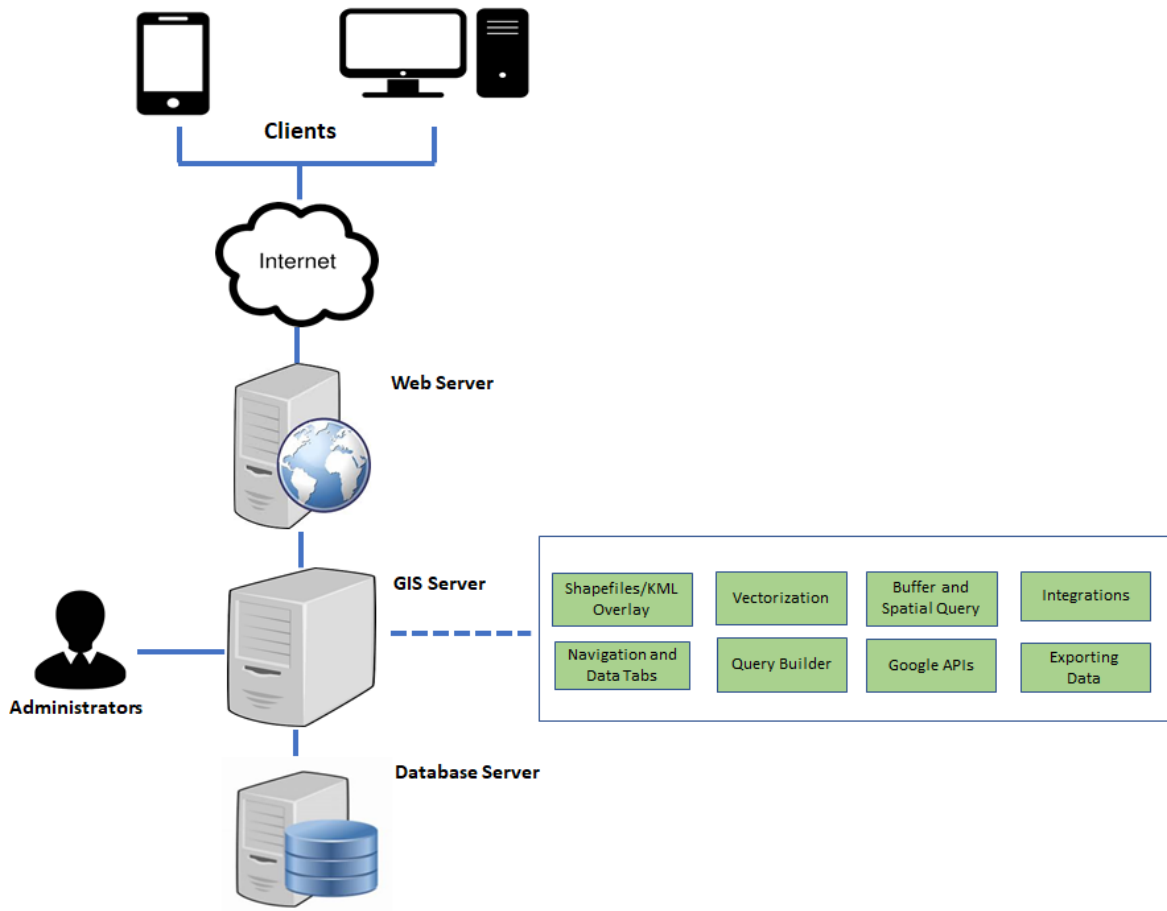 Clients
Internet
Web Server
GIS Server
Shapefiles/KML
Overlay
Vectorization
Buffer and
Spatial Query
Integrations
Navigation and
Data Tabs
Query Builder
Google APIs
Exporting
Data
Administrators
Database Server